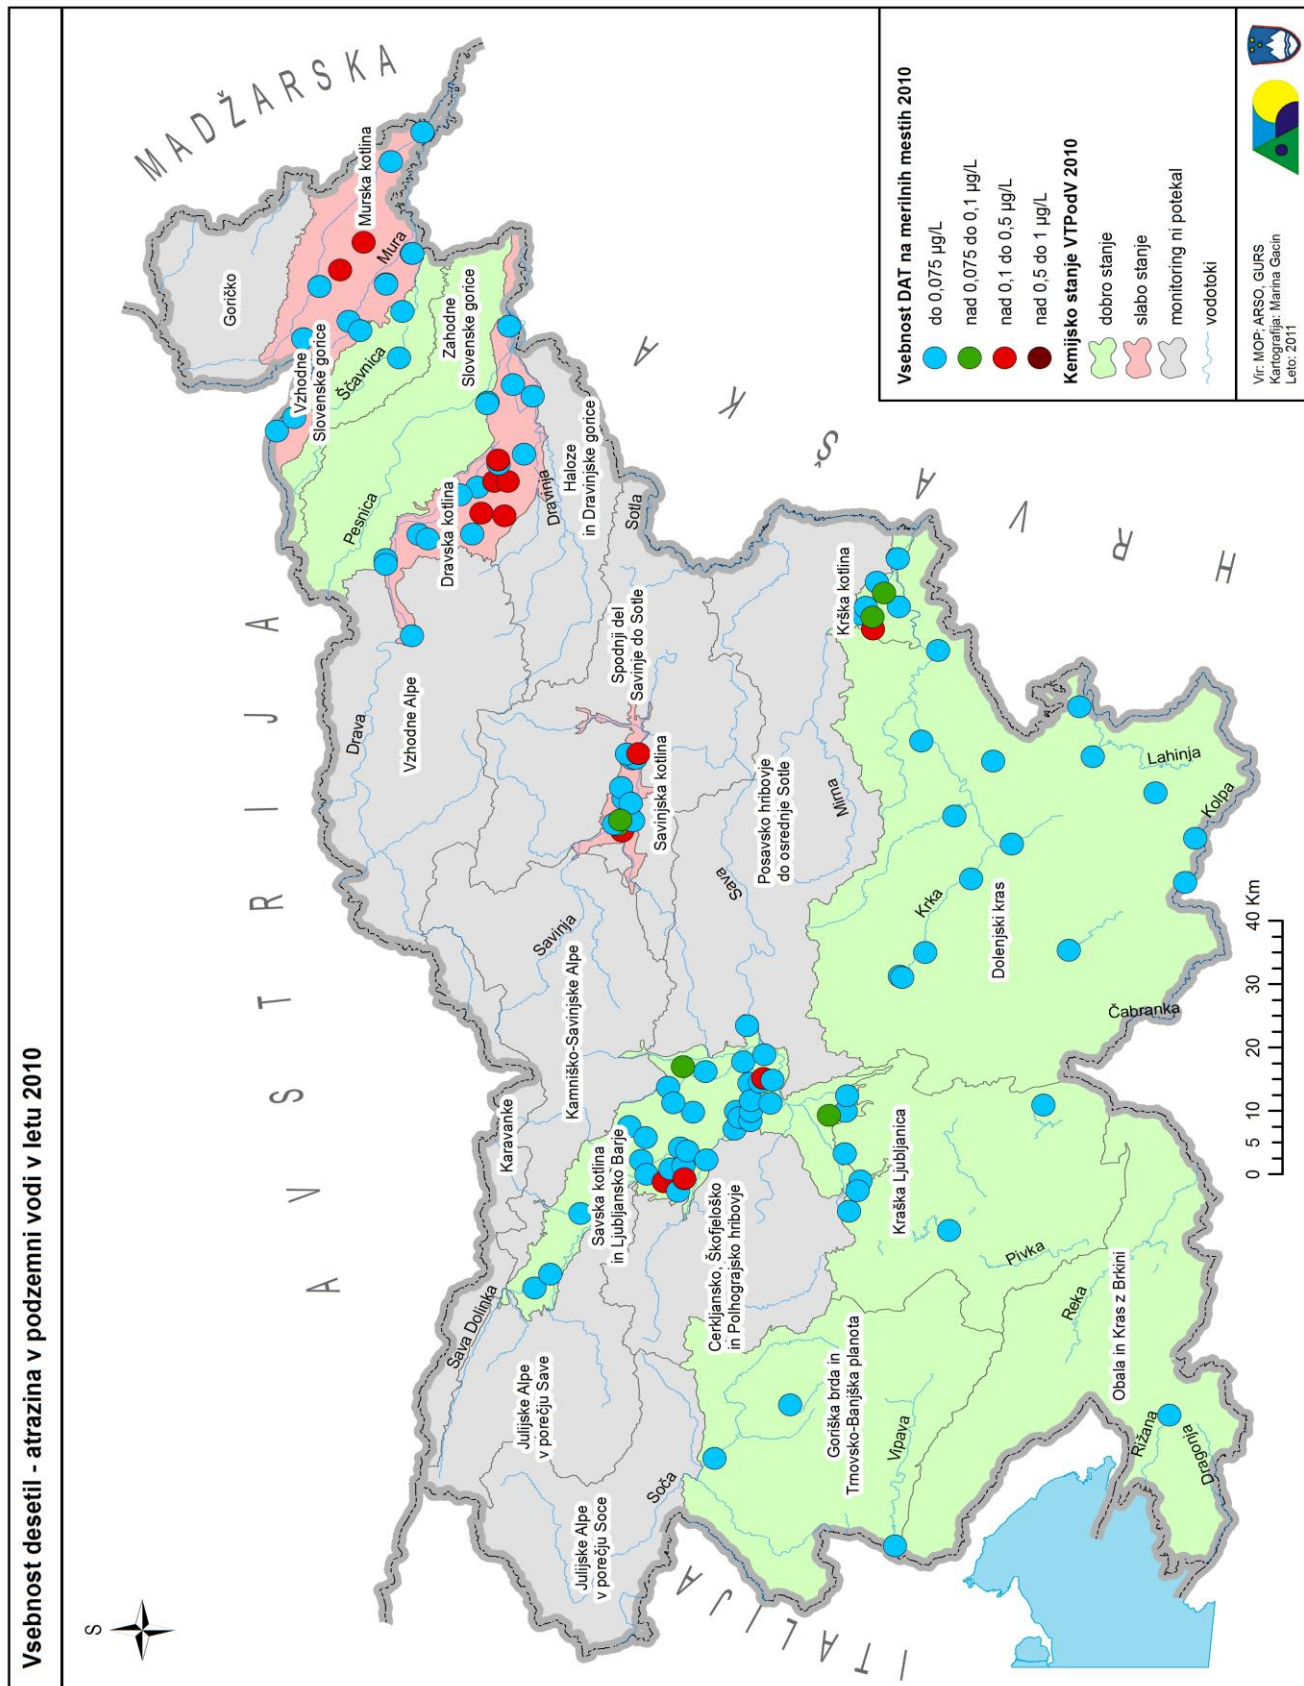 Vsebnost desetil - atrazina v podzemni vodi v letu 2010
S
AVSTRIJA
MADŽARSKA
ITALIJA
HRVAŠKA
Goričko
Murska kotlina
Mura
Vzhodne
Slovenske gorice
Ščavnica
Zahodne
Slovenske gorice
Pesnica
Dravska kotlina
Dravinja
Haloze
in Dravinjske gorice
Drava
Vzhodne Alpe
Sotla
Spodnji del
Savinje do Sotle
Savinjska kotlina
Karavanke
Kamniško-Savinjske Alpe
Savinja
Sava Dolinka
Julijske Alpe
v porečju Save
Julijske Alpe
v porečju Soče
Soča
Savska kotlina
in Ljubljansko Barje
Cerkljansko, Škofjeloško
in Polhograjsko hribovje
Sava
Posavsko hribovje
do osrednje Sotle
Mirna
Krška kotlina
Krka
Dolenjski kras
Lahinja
Kolpa
Čabranka
Kraška Ljubljanica
Pivka
Goriška brda in
Trnovsko-Banjška planota
Vipava
Reka
Obala in Kras z Brkini
Rižana
Dragonja
0 5 10 20 30 40 Km
Vsebnost DAT na merilnih mestih 2010
do 0,075 µg/L
nad 0,075 do 0,1 µg/L
nad 0,1 do 0,5 µg/L
nad 0,5 do 1 µg/L
Kemijsko stanje VTPodV 2010
dobro stanje
slabo stanje
monitoring ni potekal
vodotoki
Vir: MOP; ARSO, GURS
Kartografija: Marina Gacin
Leto: 2011